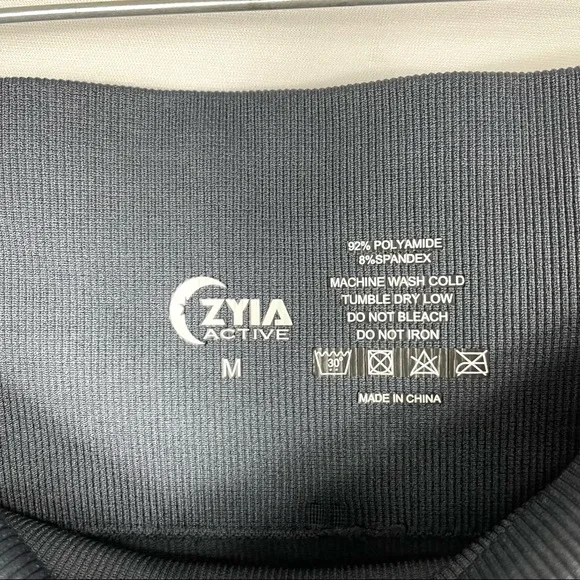 ZYIA
ACTIVE
M
92% POLYAMIDE
8%SPANDEX
MACHINE WASH COLD
TUMBLE DRY LOW
DO NOT BLEACH
DO NOT IRON
30°
MADE IN CHINA